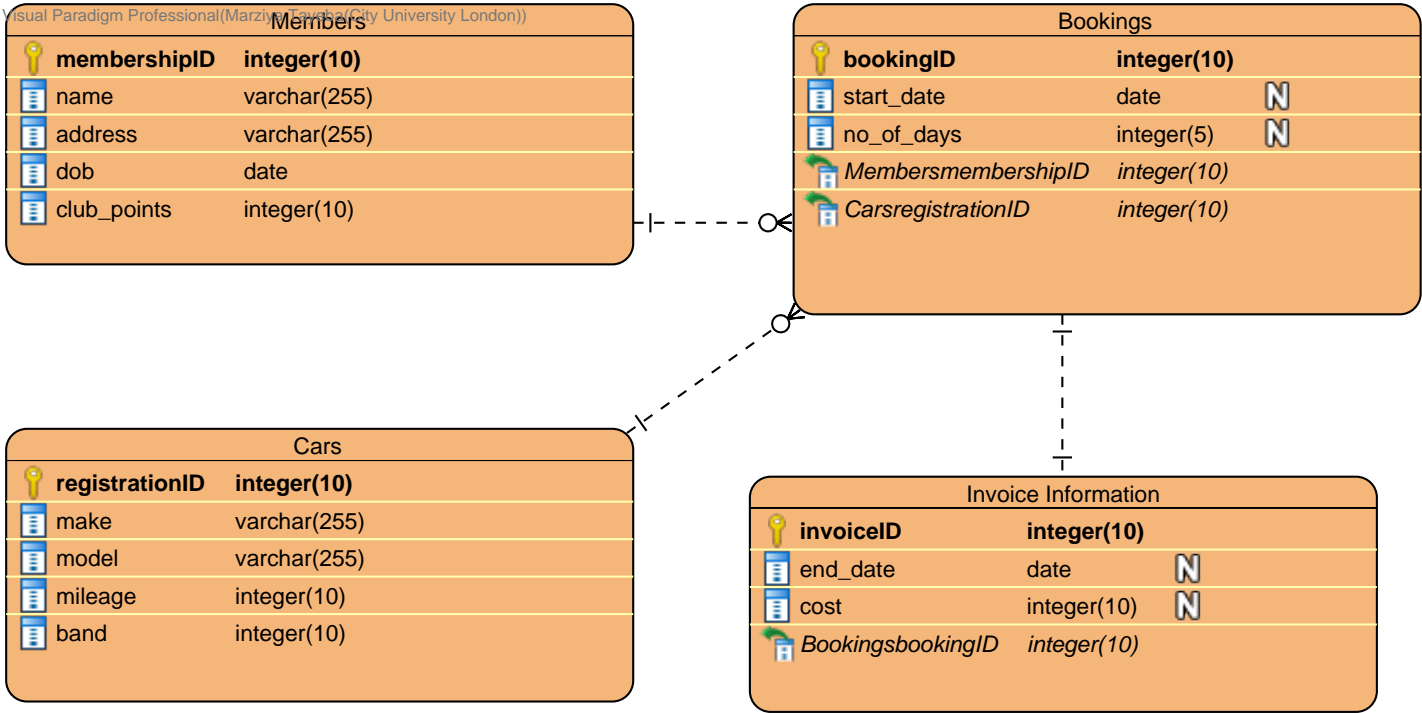 Visual Paradigm Professional(Marziya Tayeba(City University London))
Members
membershipID integer(10)
name varchar(255)
address varchar(255)
dob date
club_points integer(10)
Bookings
bookingID integer(10)
start_date date N
no_of_days integer(5) N
MembersmembershipID integer(10)
CarsregistrationID integer(10)
Cars
registrationID integer(10)
make varchar(255)
model varchar(255)
mileage integer(10)
band integer(10)
Invoice Information
invoiceID integer(10)
end_date date N
cost integer(10) N
BookingsbookingID integer(10)